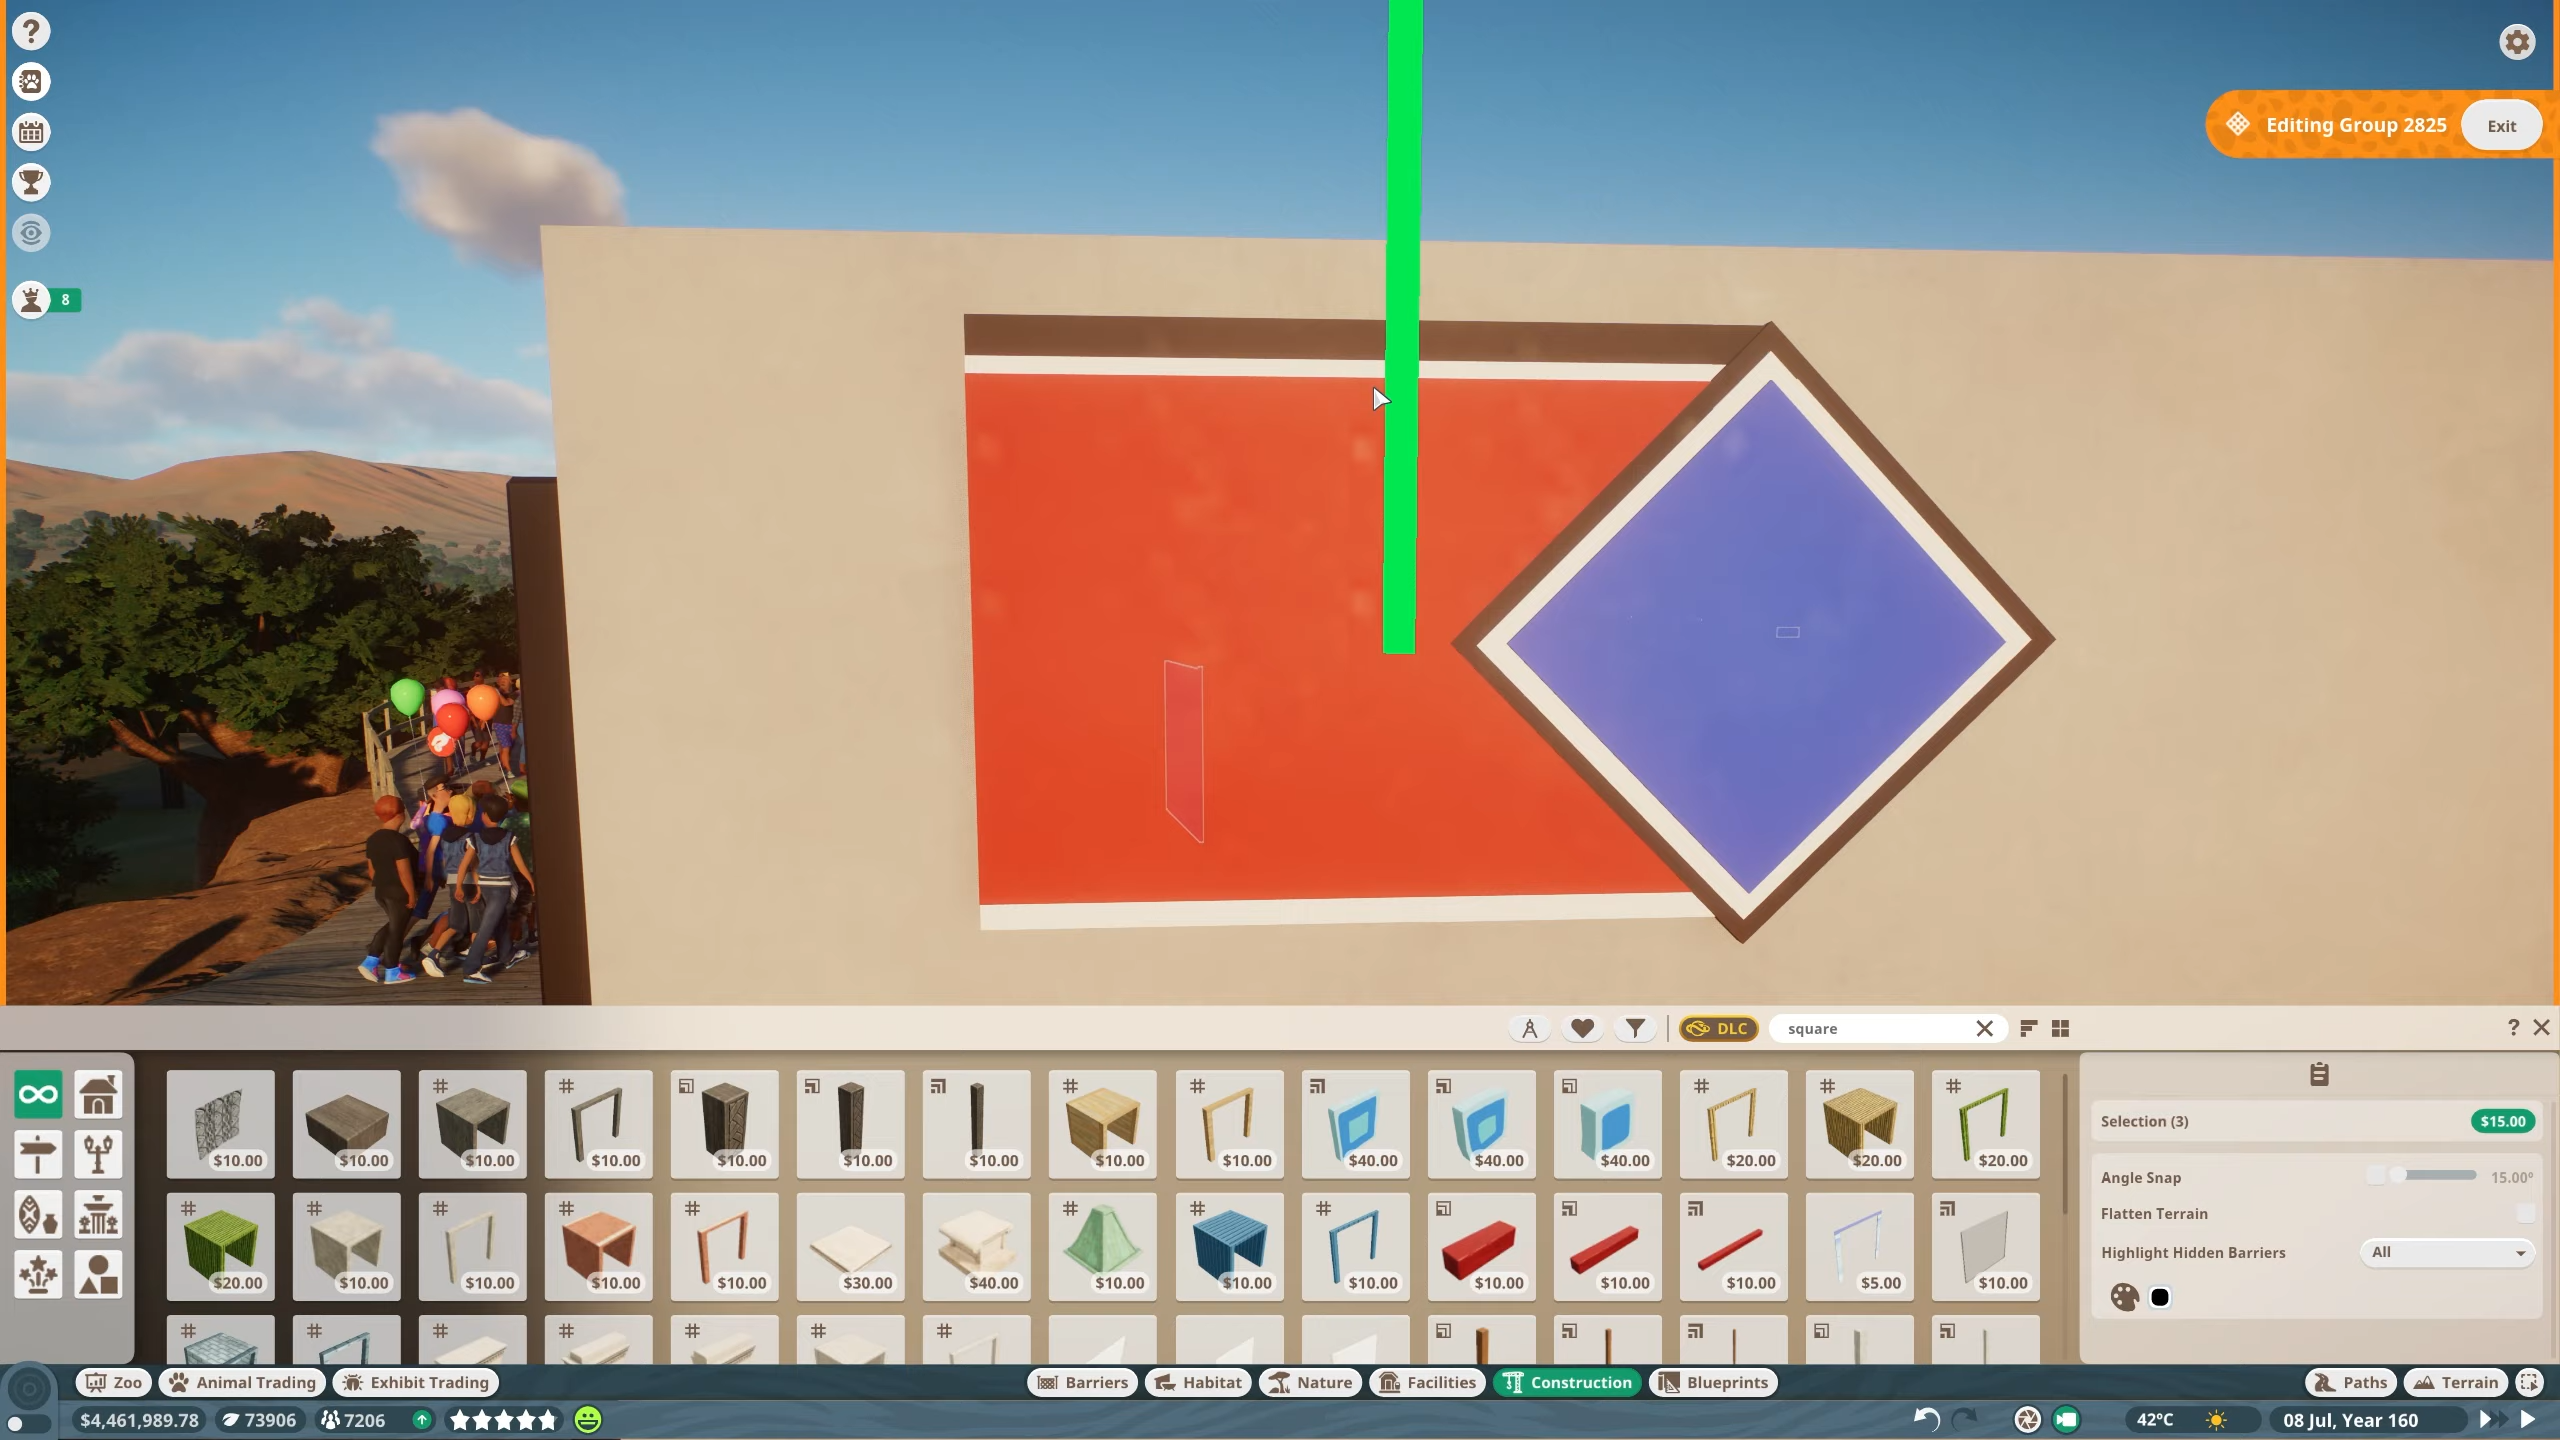 ?
Editing Group 2825 Exit
8
DLC square ?
$10.00 $10.00 $10.00 $10.00 $10.00 $10.00 $10.00 $10.00 $10.00 $40.00 $40.00 $40.00 $20.00 $20.00 $20.00
$20.00 $10.00 $10.00 $10.00 $10.00 $30.00 $40.00 $10.00 $10.00 $10.00 $10.00 $10.00 $10.00 $5.00 $10.00
Selection (3) $15.00
Angle Snap 15.00°
Flatten Terrain
Highlight Hidden Barriers All
Zoo Animal Trading Exhibit Trading Barriers Habitat Nature Facilities Construction Blueprints Paths Terrain
$4,461,989.78 73906 7206 42°C 08 Jul, Year 160